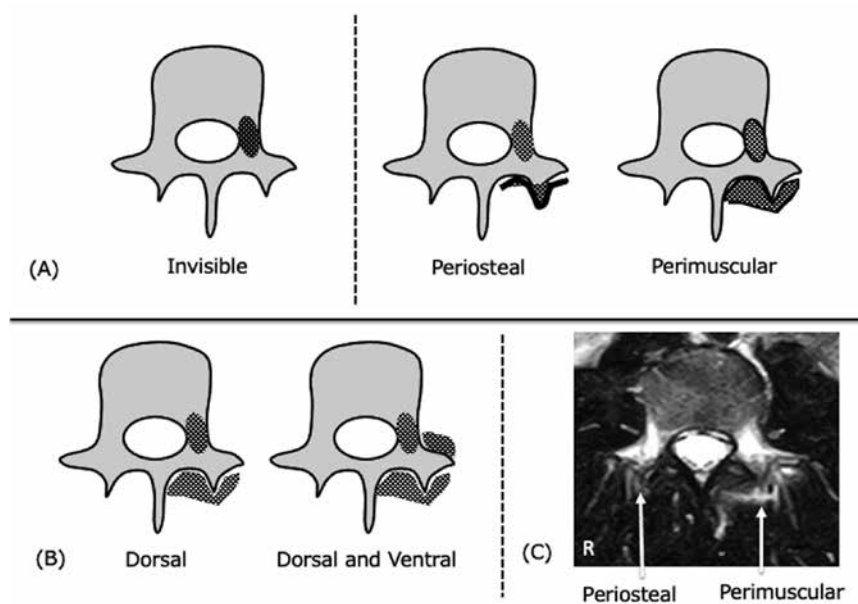 (A)
Invisible
Periosteal
Perimuscular
(B)
Dorsal
Dorsal and Ventral
(C)
R
Periosteal
Perimuscular